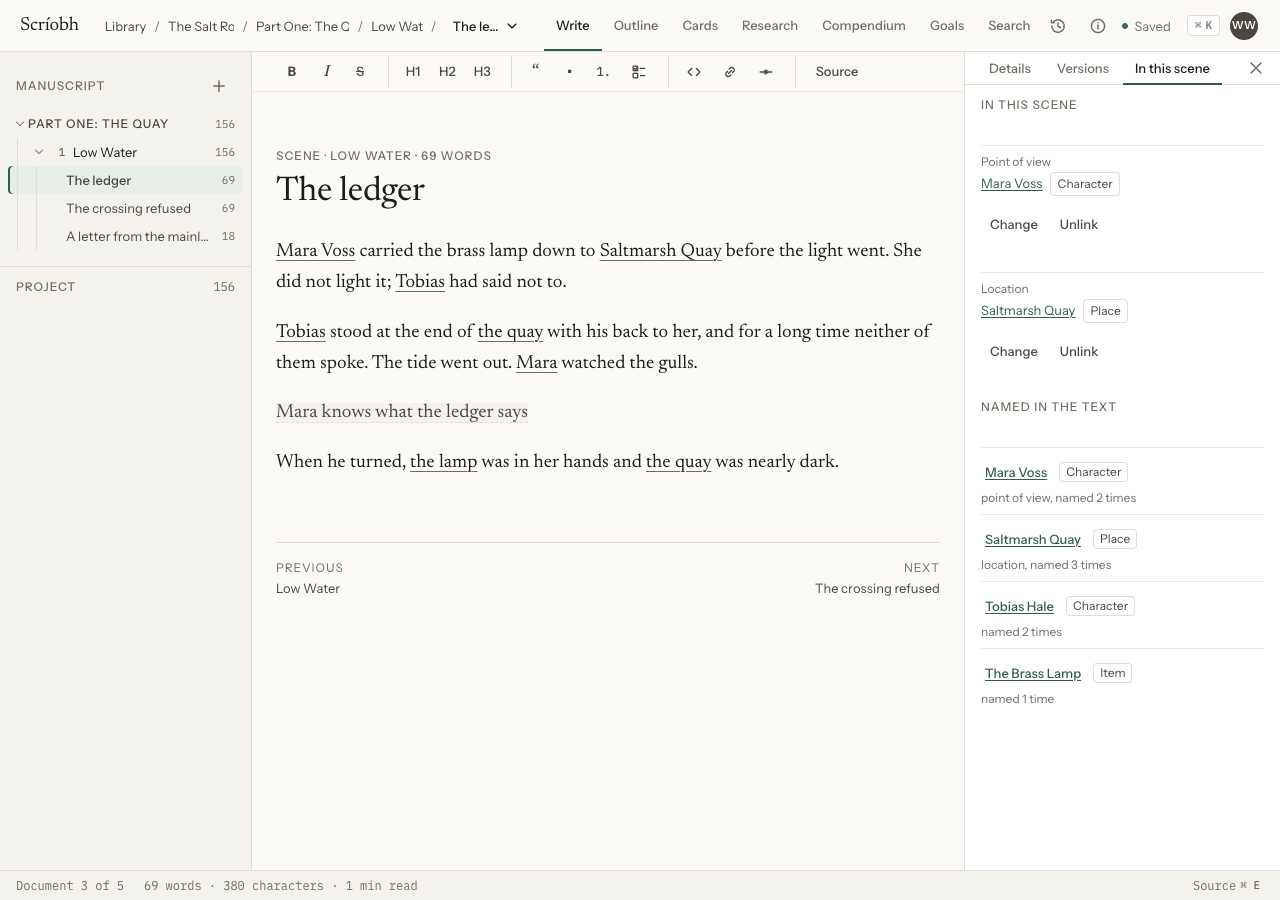 Scríobh
Library / The Salt Ro / Part One: The Q / Low Wat / The le...
Write Outline Cards Research Compendium Goals Search
Saved ⌘ K WW
MANUSCRIPT
PART ONE: THE QUAY 156
1 Low Water 156
The ledger 69
The crossing refused 69
A letter from the mainl... 18
PROJECT 156
B I S H1 H2 H3 “ 1. Source
SCENE · LOW WATER · 69 WORDS
The ledger
Mara Voss carried the brass lamp down to Saltmarsh Quay before the light went. She
did not light it; Tobias had said not to.
Tobias stood at the end of the quay with his back to her, and for a long time neither of
them spoke. The tide went out. Mara watched the gulls.
Mara knows what the ledger says
When he turned, the lamp was in her hands and the quay was nearly dark.
PREVIOUS
Low Water
NEXT
The crossing refused
Details Versions In this scene
IN THIS SCENE
Point of view
Mara Voss Character
Change Unlink
Location
Saltmarsh Quay Place
Change Unlink
NAMED IN THE TEXT
Mara Voss Character
point of view, named 2 times
Saltmarsh Quay Place
location, named 3 times
Tobias Hale Character
named 2 times
The Brass Lamp Item
named 1 time
Document 3 of 5 69 words · 380 characters · 1 min read
Source ⌘ E